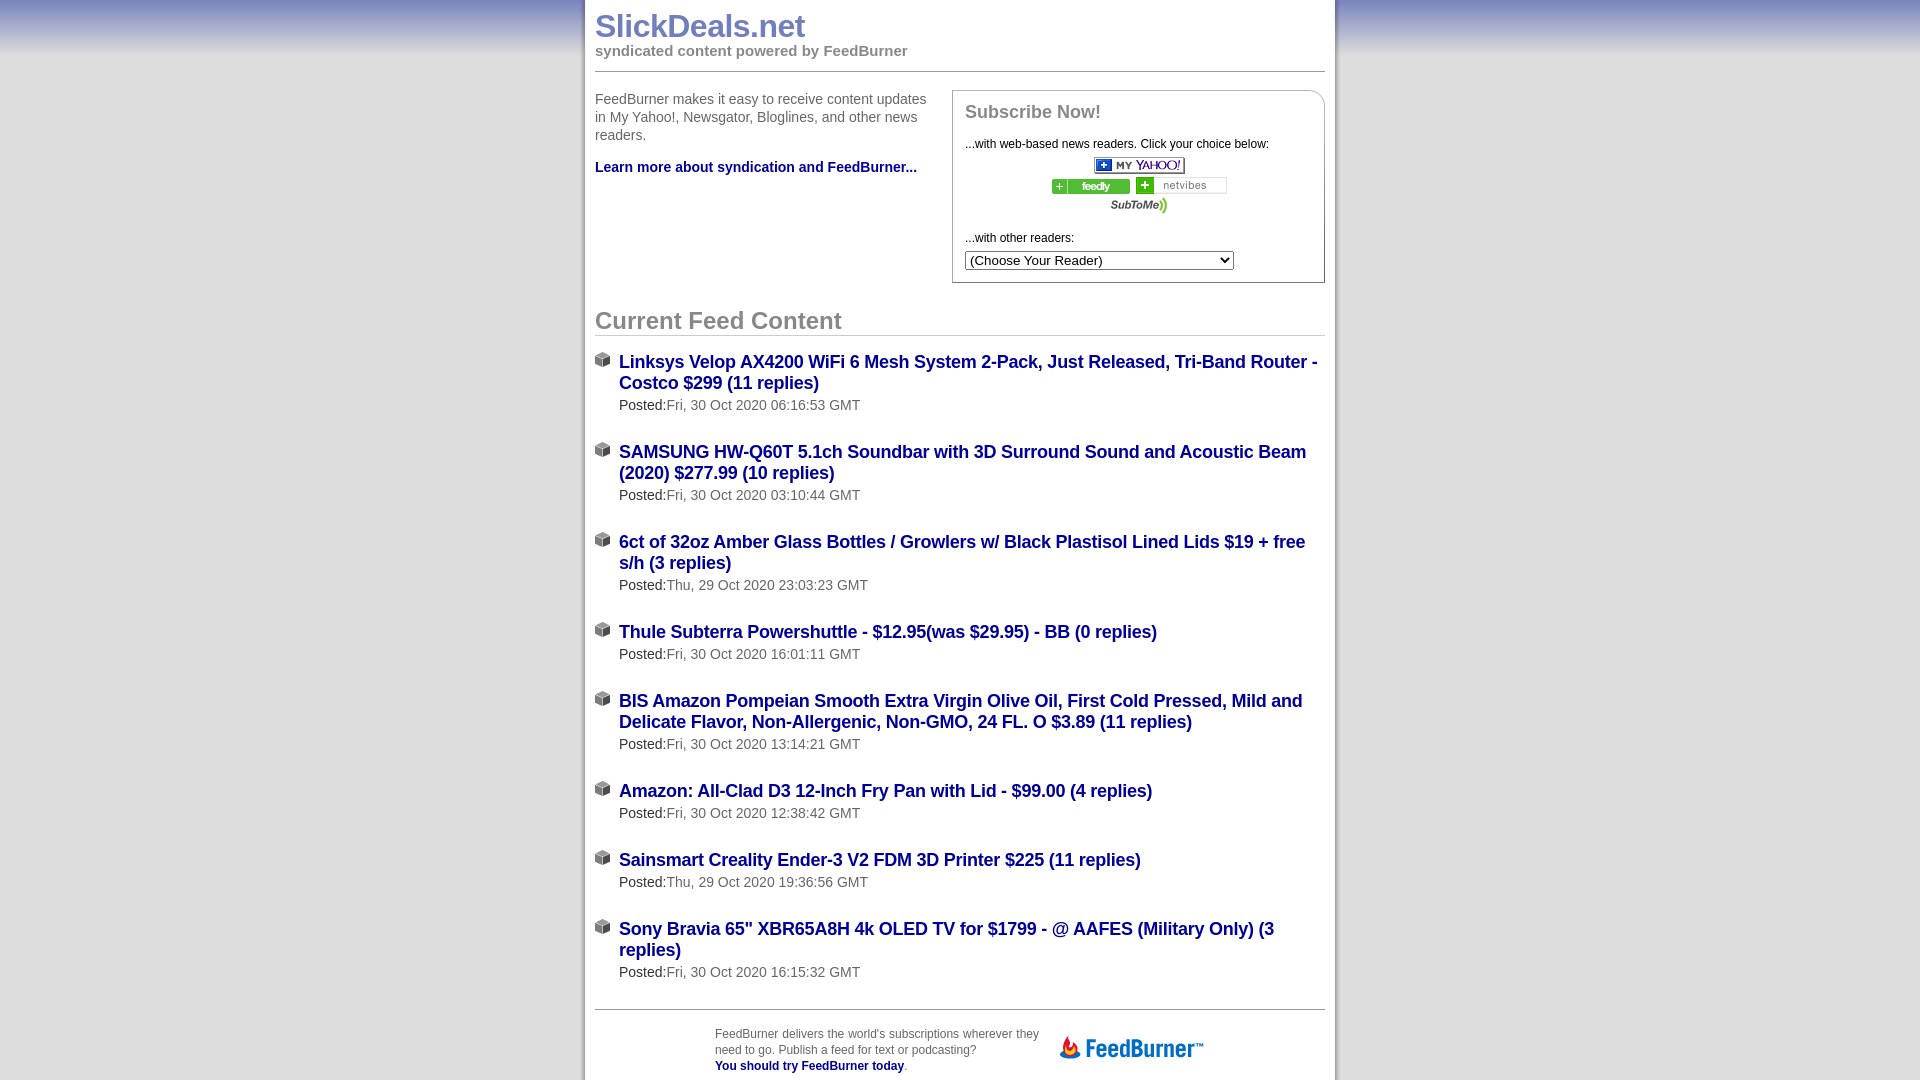 SlickDeals.net
syndicated content powered by FeedBurner
FeedBurner makes it easy to receive content updates
in My Yahoo!, Newsgator, Bloglines, and other news
readers.
Learn more about syndication and FeedBurner...
Subscribe Now!
...with web-based news readers. Click your choice below:
MY YAHOO!
feedly
netvibes
SubToMe
...with other readers:
(Choose Your Reader)
Current Feed Content
Linksys Velop AX4200 WiFi 6 Mesh System 2-Pack, Just Released, Tri-Band Router -
Costco $299 (11 replies)
Posted:Fri, 30 Oct 2020 06:16:53 GMT
SAMSUNG HW-Q60T 5.1ch Soundbar with 3D Surround Sound and Acoustic Beam
(2020) $277.99 (10 replies)
Posted:Fri, 30 Oct 2020 03:10:44 GMT
6ct of 32oz Amber Glass Bottles / Growlers w/ Black Plastisol Lined Lids $19 + free
s/h (3 replies)
Posted:Thu, 29 Oct 2020 23:03:23 GMT
Thule Subterra Powershuttle - $12.95(was $29.95) - BB (0 replies)
Posted:Fri, 30 Oct 2020 16:01:11 GMT
BIS Amazon Pompeian Smooth Extra Virgin Olive Oil, First Cold Pressed, Mild and
Delicate Flavor, Non-Allergenic, Non-GMO, 24 FL. O $3.89 (11 replies)
Posted:Fri, 30 Oct 2020 13:14:21 GMT
Amazon: All-Clad D3 12-Inch Fry Pan with Lid - $99.00 (4 replies)
Posted:Fri, 30 Oct 2020 12:38:42 GMT
Sainsmart Creality Ender-3 V2 FDM 3D Printer $225 (11 replies)
Posted:Thu, 29 Oct 2020 19:36:56 GMT
Sony Bravia 65" XBR65A8H 4k OLED TV for $1799 - @ AAFES (Military Only) (3
replies)
Posted:Fri, 30 Oct 2020 16:15:32 GMT
FeedBurner delivers the world's subscriptions wherever they
need to go. Publish a feed for text or podcasting?
You should try FeedBurner today.
FeedBurner™